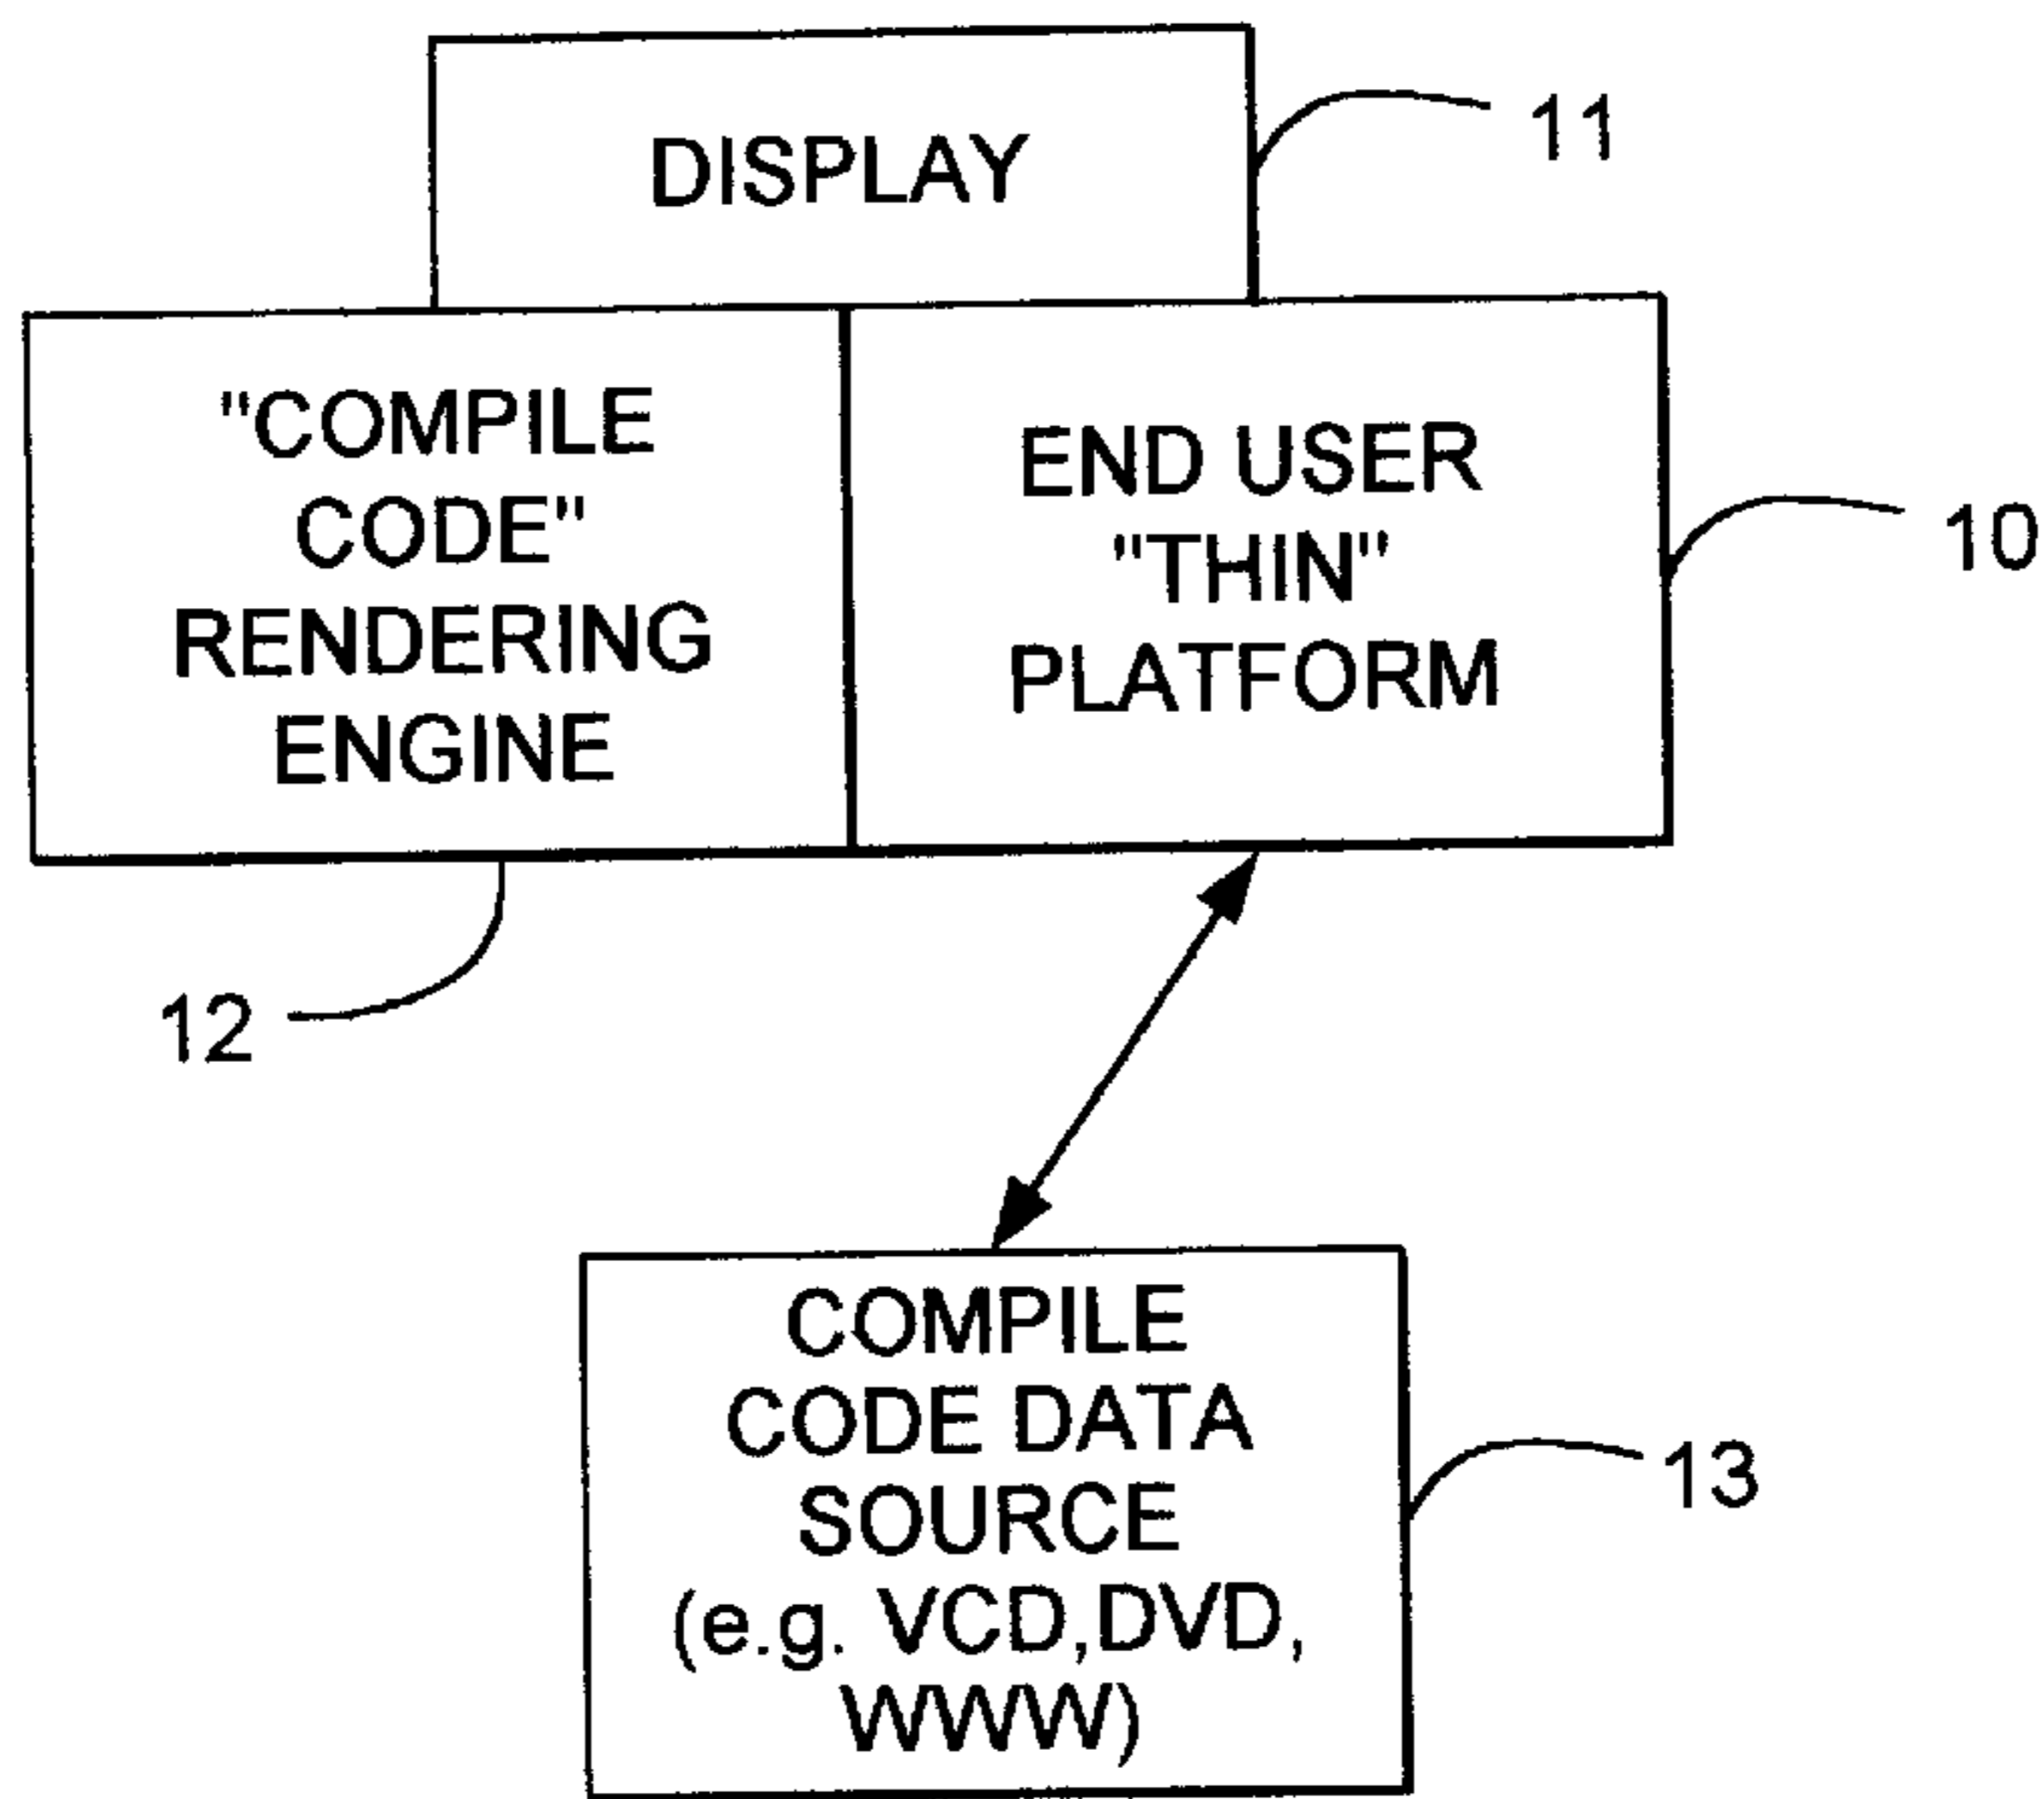 DISPLAY
11
"COMPILE
CODE"
RENDERING
ENGINE
END USER
"THIN"
PLATFORM
10
12
COMPILE
CODE DATA
SOURCE
(e.g. VCD,DVD,
WWW)
13